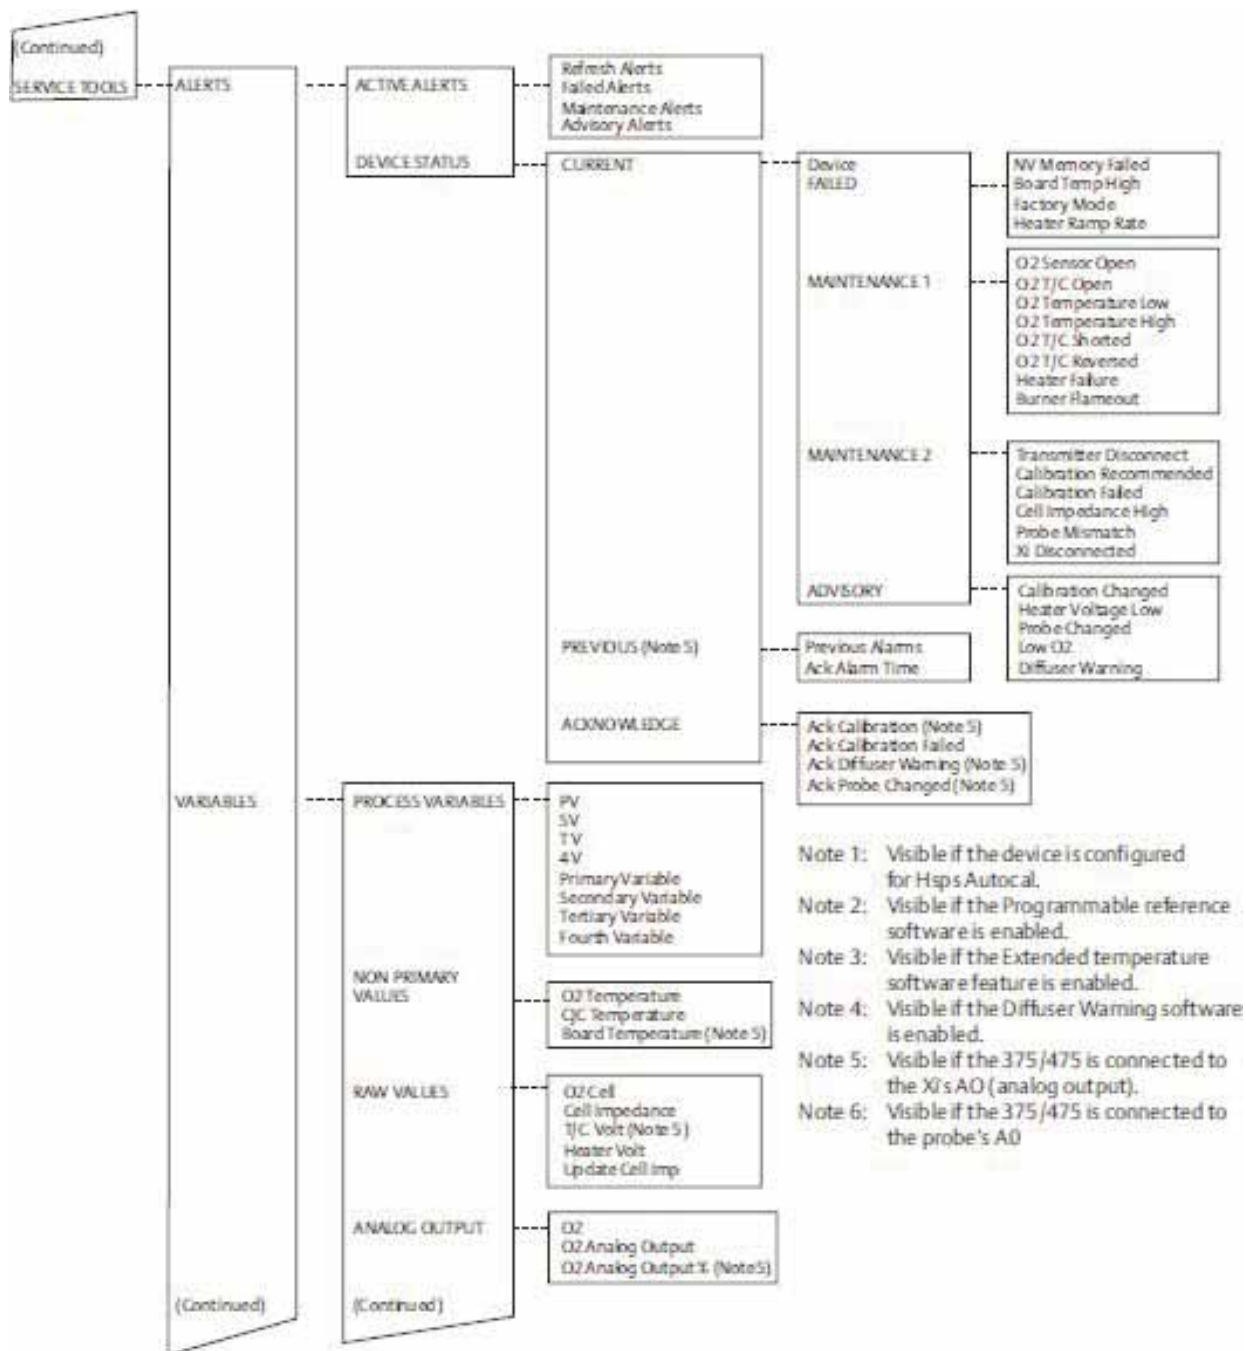 (Continued)
SERVICE TOOLS
ALERTS
ACTIVE ALERTS
Refresh Alerts
Failed Alerts
Maintenance Alerts
Advisory Alerts
DEVICE STATUS
CURRENT
Device
FAILED
NV Memory Failed
Board Temp High
Factory Mode
Heater Ramp Rate
MAINTENANCE 1
O2 Sensor Open
O2 T/C Open
O2 Temperature Low
O2 Temperature High
O2 T/C Shorted
O2 T/C Reversed
Heater Failure
Burner Flameout
MAINTENANCE 2
Transmitter Disconnect
Calibration Recommended
Calibration Failed
Cell Impedance High
Probe Mismatch
Xi Disconnected
ADVISORY
Calibration Changed
Heater Voltage Low
Probe Changed
Low O2
Diffuser Warning
PREVIOUS (Note 5)
Previous Alarms
Ack Alarm Time
ACKNOWLEDGE
Ack Calibration (Note 5)
Ack Calibration Failed
Ack Diffuser Warning (Note 5)
Ack Probe Changed (Note 5)
VARIABLES
PROCESS VARIABLES
PV
SV
TV
4V
Primary Variable
Secondary Variable
Tertiary Variable
Fourth Variable
NON PRIMARY
VALUES
O2 Temperature
CJC Temperature
Board Temperature (Note 5)
RAW VALUES
O2 Cell
Cell Impedance
T/C Volt (Note 5)
Heater Volt
Update Cell Imp
ANALOG OUTPUT
O2
O2 Analog Output
O2 Analog Output % (Note 5)
(Continued)
(Continued)
Note 1: Visible if the device is configured
for Hsps Autocal.
Note 2: Visible if the Programmable reference
software is enabled.
Note 3: Visible if the Extended temperature
software feature is enabled.
Note 4: Visible if the Diffuser Warning software
is enabled.
Note 5: Visible if the 375/475 is connected to
the Xi's AO (analog output).
Note 6: Visible if the 375/475 is connected to
the probe's AO